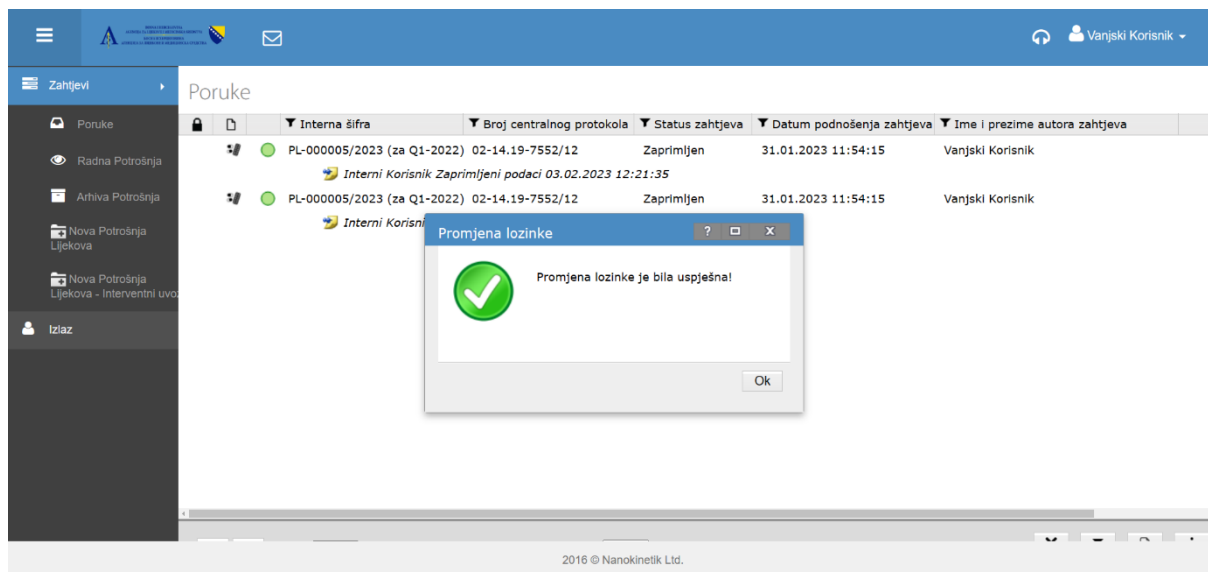 Vanjski Korisnik
Zahtjevi
Poruke
Radna Potrošnja
Arhiva Potrošnja
Nova Potrošnja
Lijekova
Nova Potrošnja
Lijekova - Interventni uvoz
Izlaz
Poruke
Interna šifra Broj centralnog protokola Status zahtjeva Datum podnošenja zahtjeva Ime i prezime autora zahtjeva
PL-000005/2023 (za Q1-2022) 02-14.19-7552/12 Zaprimljen 31.01.2023 11:54:15 Vanjski Korisnik
Interni Korisnik Zaprimljeni podaci 03.02.2023 12:21:35
PL-000005/2023 (za Q1-2022) 02-14.19-7552/12 Zaprimljen 31.01.2023 11:54:15 Vanjski Korisnik
Interni Korisni
Promjena lozinke ? X
Promjena lozinke je bila uspješna!
Ok
2016 © Nanokinetik Ltd.